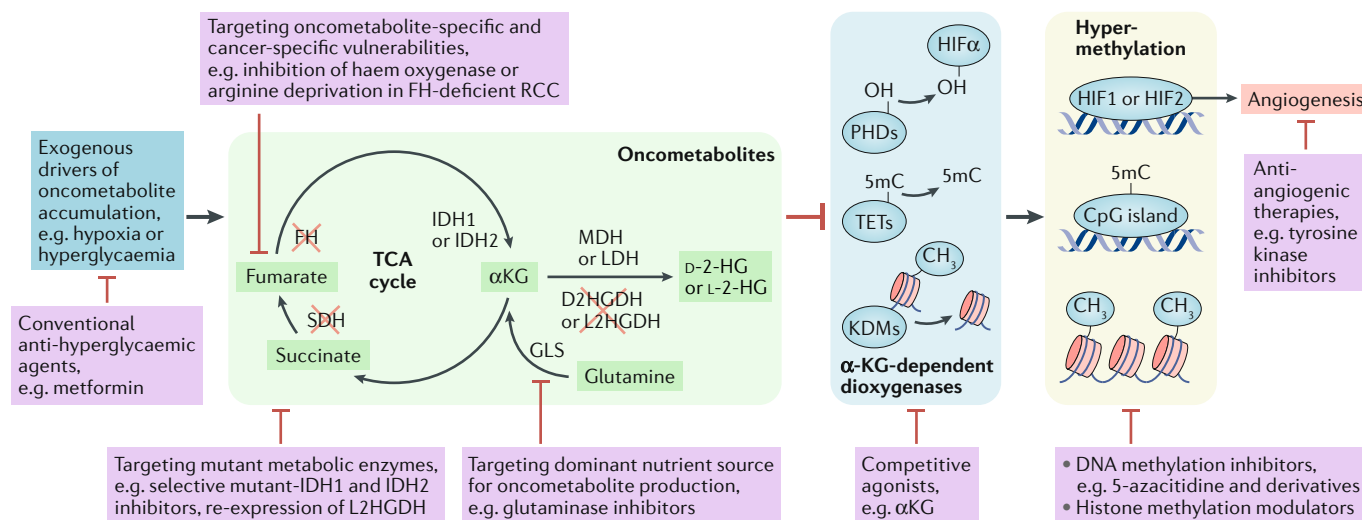 Targeting oncometabolite-specific and
cancer-specific vulnerabilities,
e.g. inhibition of haem oxygenase or
arginine deprivation in FH-deficient RCC
Exogenous
drivers of
oncometabolite
accumulation,
e.g. hypoxia or
hyperglycaemia
Conventional
anti-hyperglycaemic
agents,
e.g. metformin
Oncometabolites
FH
Fumarate
SDH
Succinate
TCA
cycle
IDH1
or IDH2
αKG
MDH
or LDH
D2HGDH
or L2HGDH
D-2-HG
or L-2-HG
GLS
Glutamine
Targeting mutant metabolic enzymes,
e.g. selective mutant-IDH1 and IDH2
inhibitors, re-expression of L2HGDH
Targeting dominant nutrient source
for oncometabolite production,
e.g. glutaminase inhibitors
HIFα
OH
OH
PHDs
5mC
5mC
TETs
CH3
KDMs
α-KG-dependent
dioxygenases
Competitive
agonists,
e.g. αKG
Hyper-
methylation
HIF1 or HIF2
5mC
CpG island
CH3
CH3
Angiogenesis
Anti-
angiogenic
therapies,
e.g. tyrosine
kinase
inhibitors
• DNA methylation inhibitors,
e.g. 5-azacitidine and derivatives
• Histone methylation modulators